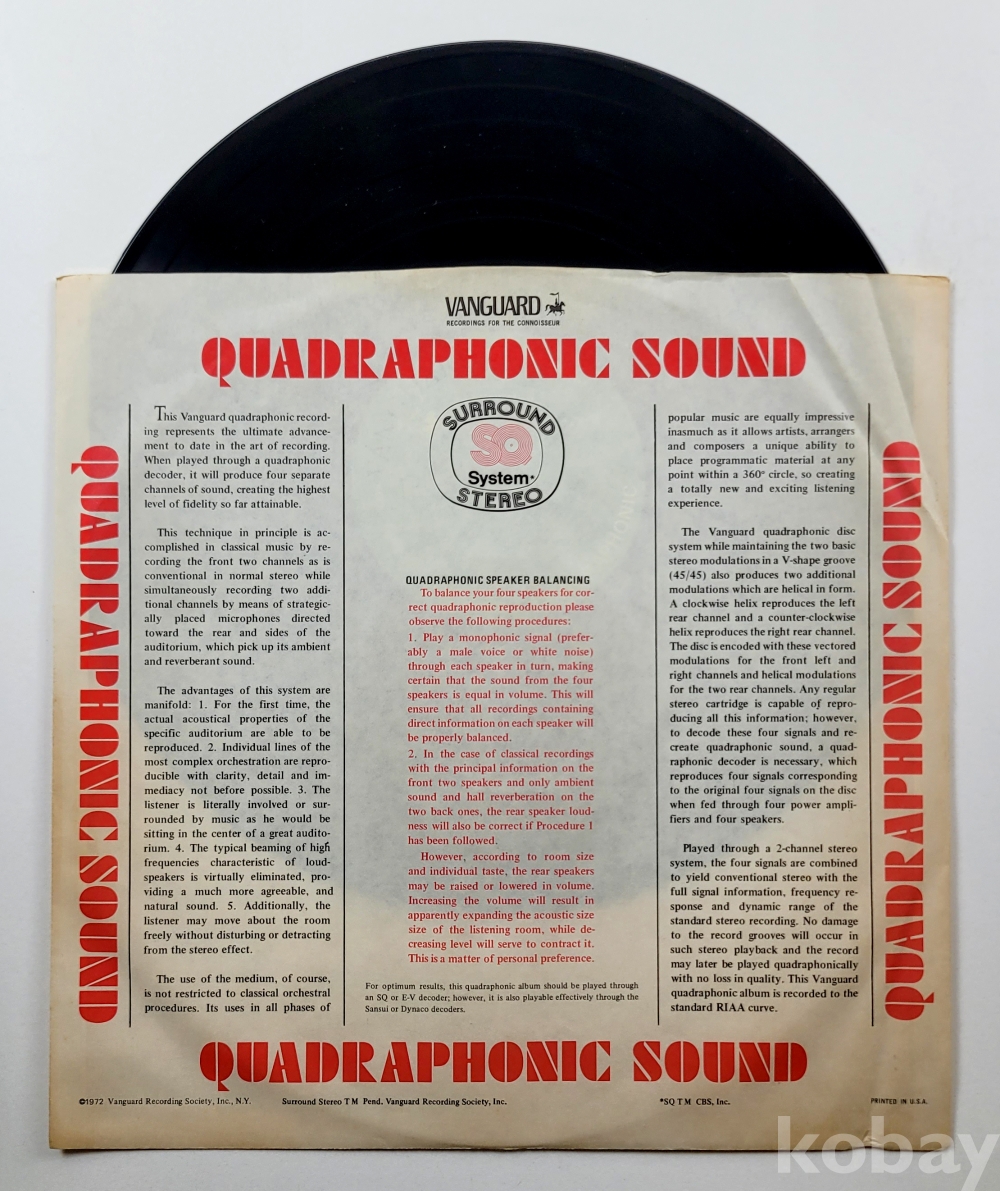 VANGUARD
RECORDINGS FOR THE CONNOISSEUR
QUADRAPHONIC SOUND
QUADRAPHONIC SOUND
This Vanguard quadraphonic record-
ing represents the ultimate advance-
ment to date in the art of recording.
When played through a quadraphonic
decoder, it will produce four separate
channels of sound, creating the highest
level of fidelity so far attainable.
This technique in principle is ac-
complished in classical music by re-
cording the front two channels as is
conventional in normal stereo while
simultaneously recording two addi-
tional channels by means of strategic-
ally placed microphones directed
toward the rear and sides of the
auditorium, which pick up its ambient
and reverberant sound.
The advantages of this system are
manifold: 1. For the first time, the
actual acoustical properties of the
specific auditorium are able to be
reproduced. 2. Individual lines of the
most complex orchestration are repro-
ducible with clarity, detail and im-
mediacy not before possible. 3. The
listener is literally involved or sur-
rounded by music as he would be
sitting in the center of a great audito-
rium. 4. The typical beaming of high
frequencies characteristic of loud-
speakers is virtually eliminated, pro-
viding a much more agreeable, and
natural sound. 5. Additionally, the
listener may move about the room
freely without disturbing or detracting
from the stereo effect.
The use of the medium, of course,
is not restricted to classical orchestral
procedures. Its uses in all phases of
SURROUND
SQ
System*
STEREO
QUADRAPHONIC SPEAKER BALANCING
To balance your four speakers for cor-
rect quadraphonic reproduction please
observe the following procedures:
1. Play a monophonic signal (prefer-
ably a male voice or white noise)
through each speaker in turn, making
certain that the sound from the four
speakers is equal in volume. This will
ensure that all recordings containing
direct information on each speaker will
be properly balanced.
2. In the case of classical recordings
with the principal information on the
front two speakers and only ambient
sound and hall reverberation on the
two back ones, the rear speaker loud-
ness will also be correct if Procedure 1
has been followed.
However, according to room size
and individual taste, the rear speakers
may be raised or lowered in volume.
Increasing the volume will result in
apparently expanding the acoustic size
size of the listening room, while de-
creasing level will serve to contract it.
This is a matter of personal preference.
For optimum results, this quadraphonic album should be played through
an SQ or E-V decoder; however, it is also playable effectively through the
Sansui or Dynaco decoders.
popular music are equally impressive
inasmuch as it allows artists, arrangers
and composers a unique ability to
place programmatic material at any
point within a 360° circle, so creating
a totally new and exciting listening
experience.
The Vanguard quadraphonic disc
system while maintaining the two basic
stereo modulations in a V-shape groove
(45/45) also produces two additional
modulations which are helical in form.
A clockwise helix reproduces the left
rear channel and a counter-clockwise
helix reproduces the right rear channel.
The disc is encoded with these vectored
modulations for the front left and
right channels and helical modulations
for the two rear channels. Any regular
stereo cartridge is capable of repro-
ducing all this information; however,
to decode these four signals and re-
create quadraphonic sound, a quad-
raphonic decoder is necessary, which
reproduces four signals corresponding
to the original four signals on the disc
when fed through four power ampli-
fiers and four speakers.
Played through a 2-channel stereo
system, the four signals are combined
to yield conventional stereo with the
full signal information, frequency re-
sponse and dynamic range of the
standard stereo recording. No damage
to the record grooves will occur in
such stereo playback and the record
may later be played quadraphonically
with no loss in quality. This Vanguard
quadraphonic album is recorded to the
standard RIAA curve.
QUADRAPHONIC SOUND
QUADRAPHONIC SOUND
©1972 Vanguard Recording Society, Inc., N.Y.
Surround Stereo TM Pend. Vanguard Recording Society, Inc.
*SQ TM CBS, Inc.
PRINTED IN U.S.A.
kobay